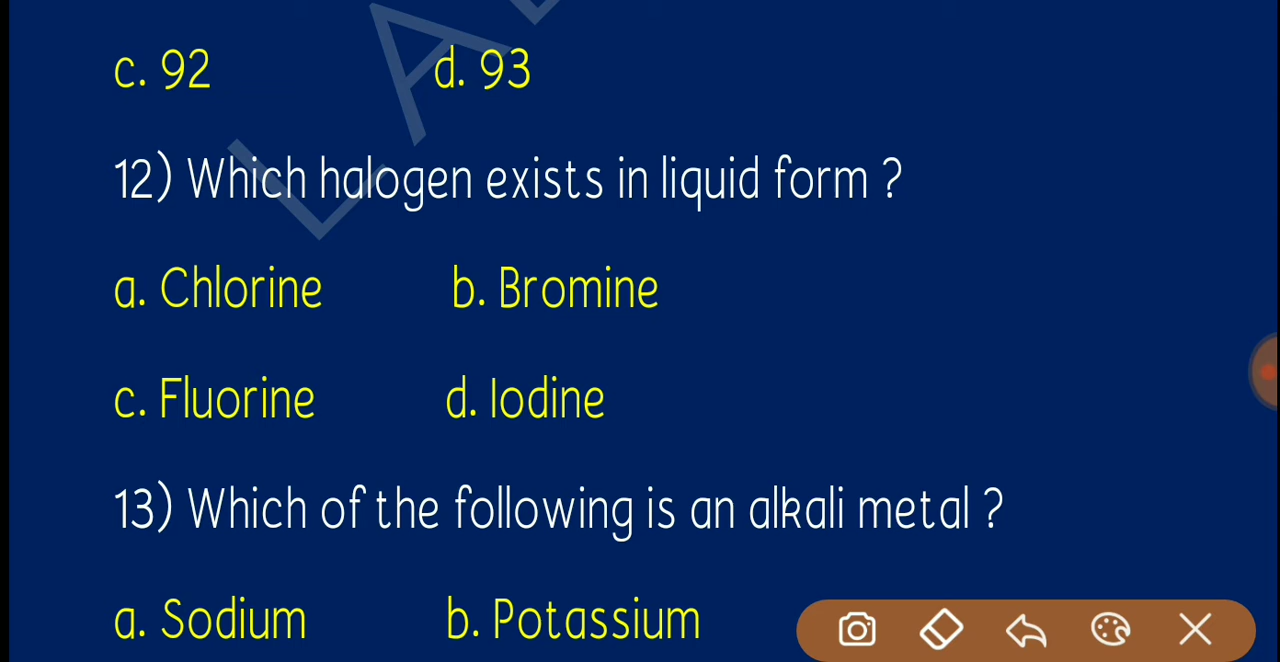 c. 92 d. 93
12) Which halogen exists in liquid form ?
a. Chlorine b. Bromine
c. Fluorine d. Iodine
13) Which of the following is an alkali metal ?
a. Sodium b. Potassium